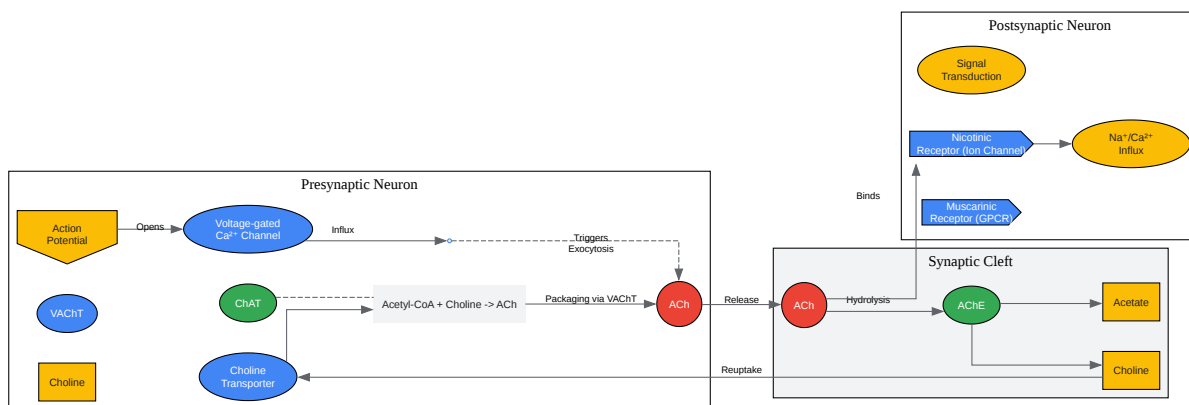 Postsynaptic Neuron
Signal
Transduction
Nicotinic
Receptor (Ion Channel)
Na⁺/Ca²⁺
Influx
Muscarinic
Receptor (GPCR)
Binds
Presynaptic Neuron
Action
Potential
Opens
Voltage-gated
Ca²⁺ Channel
Influx
Triggers
Exocytosis
VAChT
ChAT
Acetyl-CoA + Choline -> ACh
Packaging via VAChT
ACh
Release
Choline
Choline
Transporter
Reuptake
Synaptic Cleft
ACh
Hydrolysis
AChE
Acetate
Choline